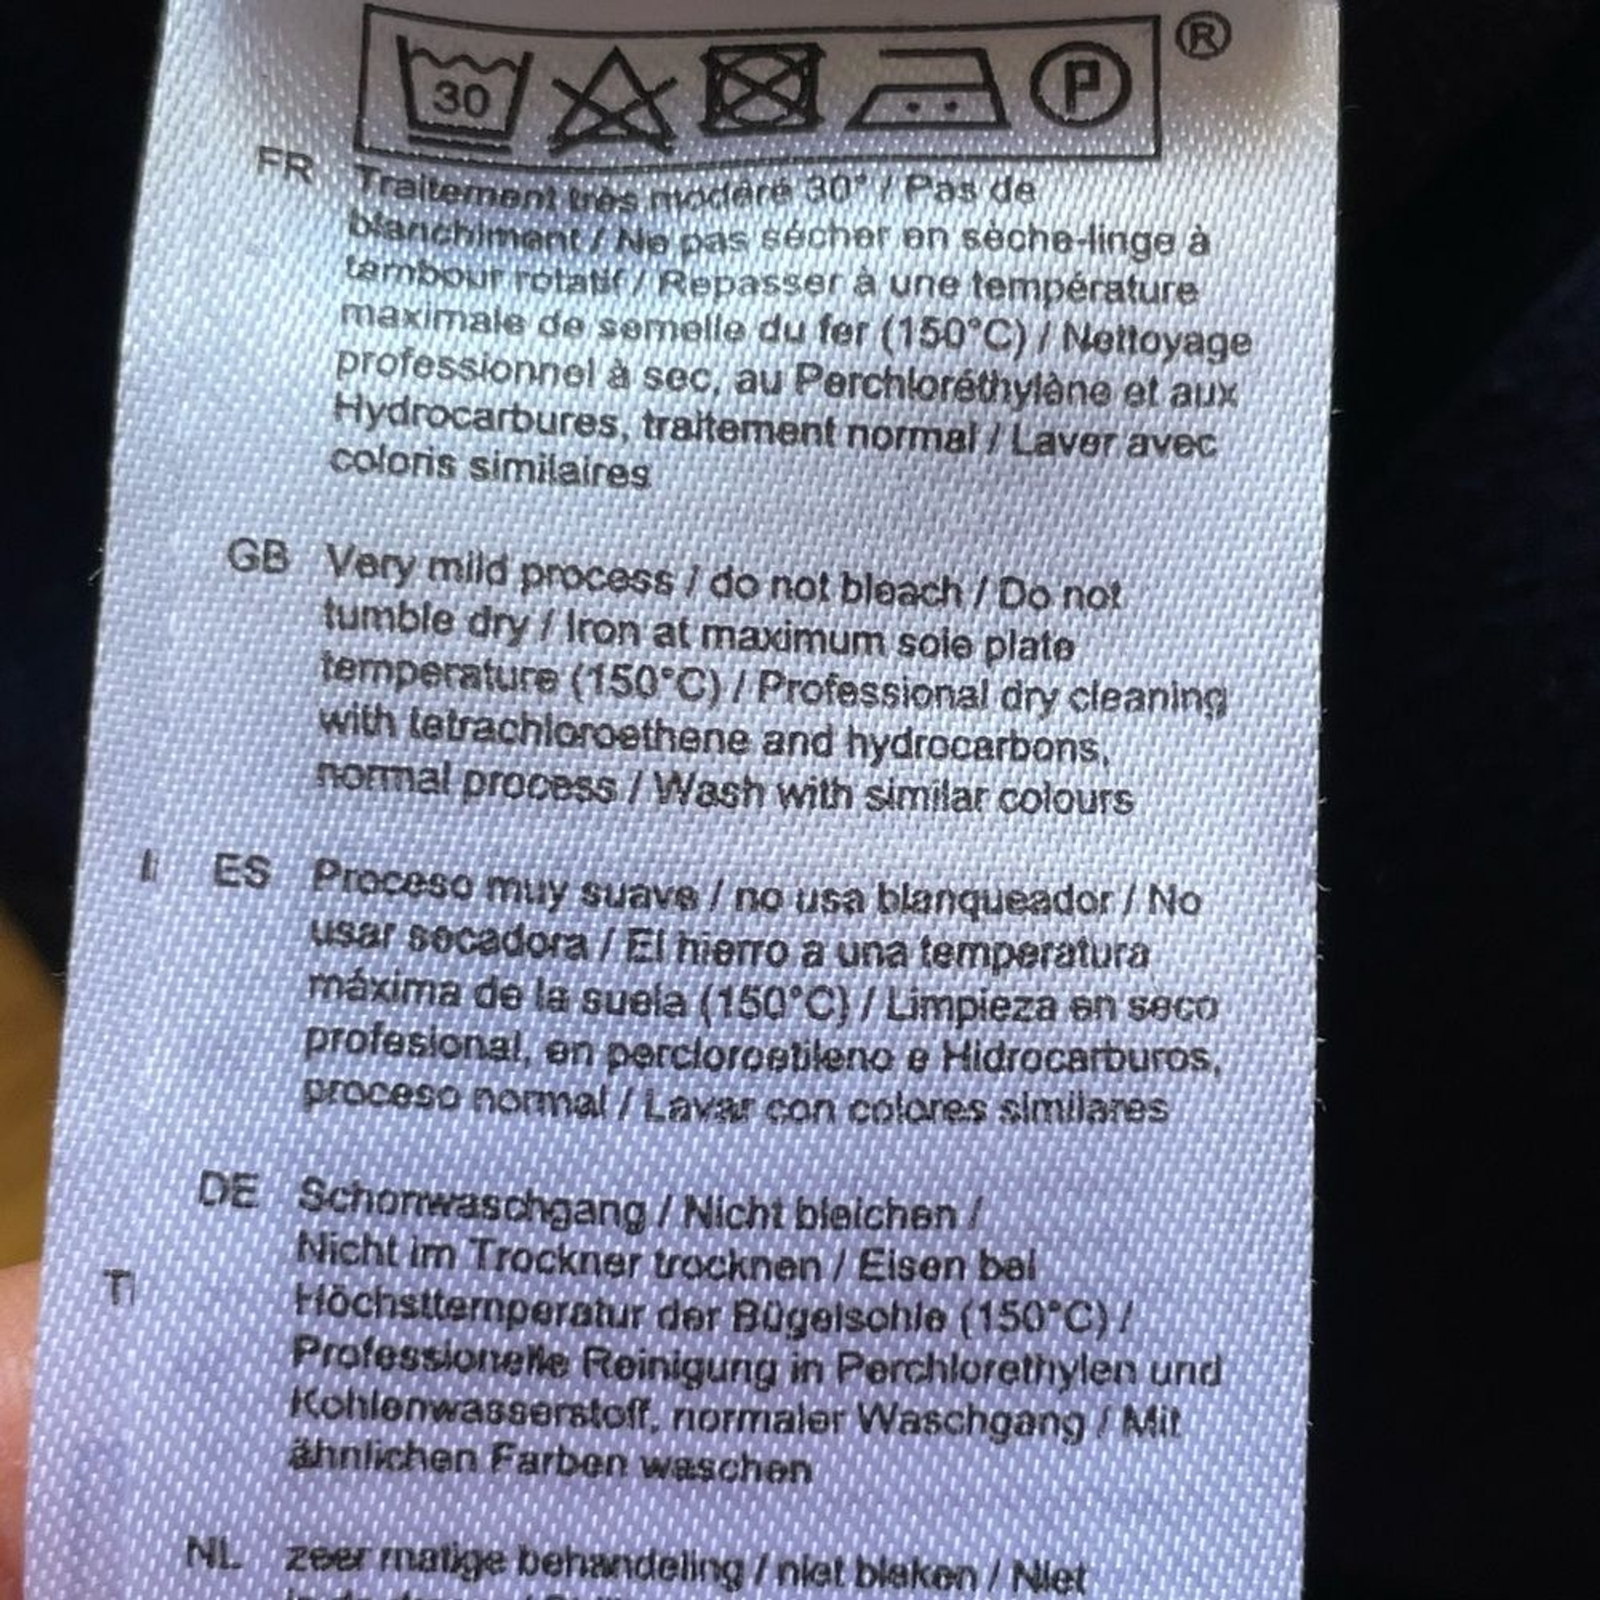 30 P ®
FR Traitement très modéré 30° / Pas de
blanchiment / Ne pas sécher en sèche-linge à
tambour rotatif / Repasser à une température
maximale de semelle du fer (150°C) / Nettoyage
professionnel à sec, au Perchloréthylène et aux
Hydrocarbures, traitement normal / Laver avec
coloris similaires
GB Very mild process / do not bleach / Do not
tumble dry / Iron at maximum sole plate
temperature (150°C) / Professional dry cleaning
with tetrachloroethene and hydrocarbons,
normal process / Wash with similar colours
ES Proceso muy suave / no usa blanqueador / No
usar secadora / El hierro a una temperatura
máxima de la suela (150°C) / Limpieza en seco
profesional, en percloroetileno e Hidrocarburos,
proceso normal / Lavar con colores similares
DE Schonwaschgang / Nicht bleichen /
Nicht im Trockner trocknen / Eisen bei
Höchsttemperatur der Bügelsohle (150°C) /
Professionelle Reinigung in Perchlorethylen und
Kohlenwasserstoff, normaler Waschgang / Mit
ähnlichen Farben waschen
NL zeer matige behandeling / niet bleken / Niet